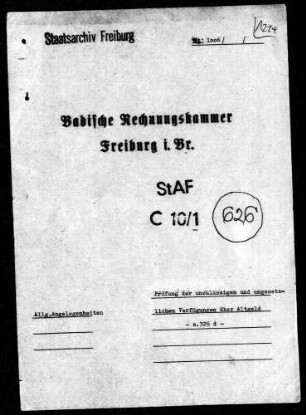 Staatsarchiv Freiburg
Badische Rechnungskammer
Freiburg i. Br.
StAF
C 10/1
626
Prüfung der unzulässigen und ungesetz-
Allg. Angelegenheiten
lichen Verfügungen über Altgeld